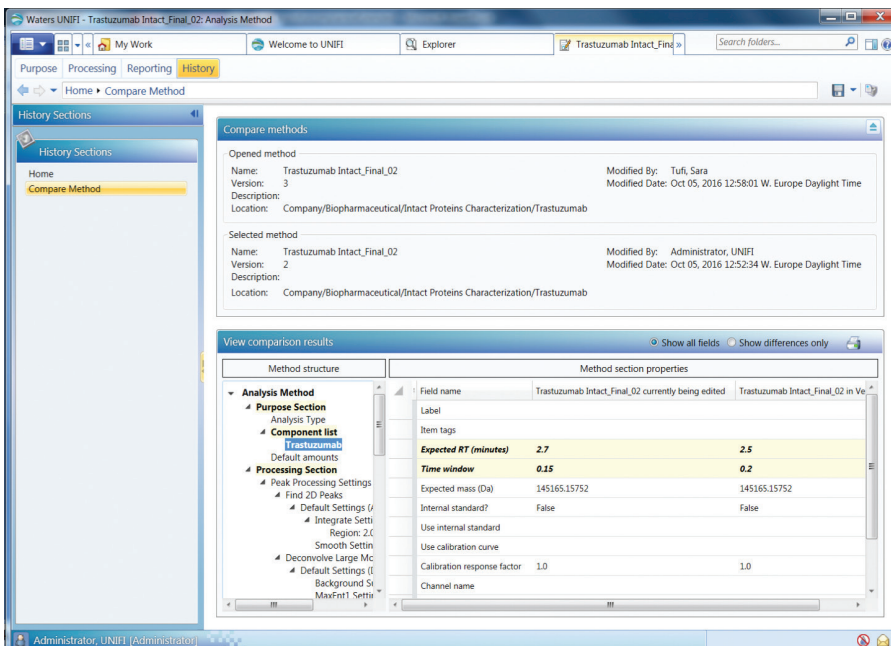 Waters UNIFI - Trastuzumab Intact_Final_02: Analysis Method
My Work
Welcome to UNIFI
Explorer
Trastuzumab Intact_Fina
Search folders...
Purpose Processing Reporting History
Home Compare Method
History Sections
History Sections
Home
Compare Method
Compare methods
Opened method
Name: Trastuzumab Intact_Final_02 Modified By: Tufi, Sara
Version: 3 Modified Date: Oct 05, 2016 12:58:01 W. Europe Daylight Time
Description:
Location: Company/Biopharmaceutical/Intact Proteins Characterization/Trastuzumab
Selected method
Name: Trastuzumab Intact_Final_02 Modified By: Administrator, UNIFI
Version: 2 Modified Date: Oct 05, 2016 12:52:34 W. Europe Daylight Time
Description:
Location: Company/Biopharmaceutical/Intact Proteins Characterization/Trastuzumab
View comparison results Show all fields Show differences only
Method structure
Analysis Method
Purpose Section
Analysis Type
Component list
Trastuzumab
Default amounts
Processing Section
Peak Processing Settings
Find 2D Peaks
Default Settings (
Integrate Setti
Region: 2.0
Smooth Settin
Deconvolve Large Mc
Default Settings (
Background S
MaxEnt1 Settir
Method section properties
Field name Trastuzumab Intact_Final_02 currently being edited Trastuzumab Intact_Final_02 in Ve
Label
Item tags
Expected RT (minutes) 2.7 2.5
Time window 0.15 0.2
Expected mass (Da) 145165.15752 145165.15752
Internal standard? False False
Use internal standard
Use calibration curve
Calibration response factor 1.0 1.0
Channel name
Administrator, UNIFI [Administrator]